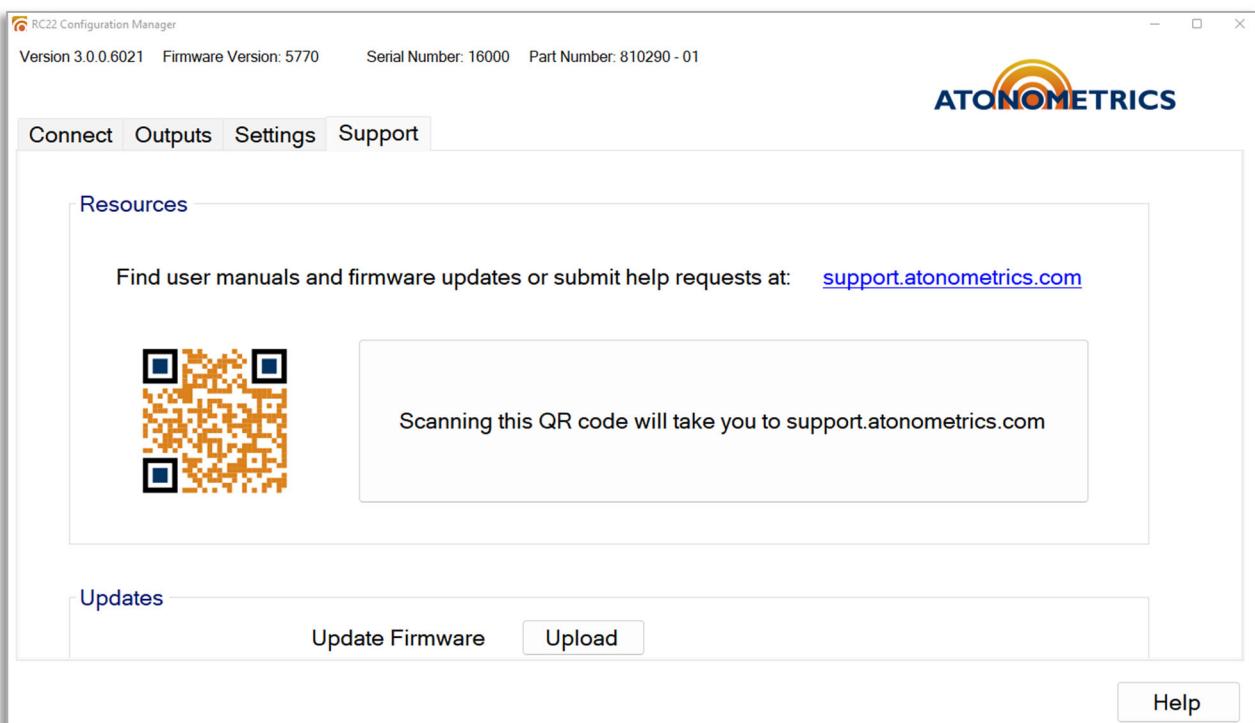 RC22 Configuration Manager
Version 3.0.0.6021 Firmware Version: 5770 Serial Number: 16000 Part Number: 810290 - 01
ATONOMETRICS
Connect Outputs Settings Support
Resources
Find user manuals and firmware updates or submit help requests at: support.atonometrics.com
Scanning this QR code will take you to support.atonometrics.com
Updates
Update Firmware Upload
Help